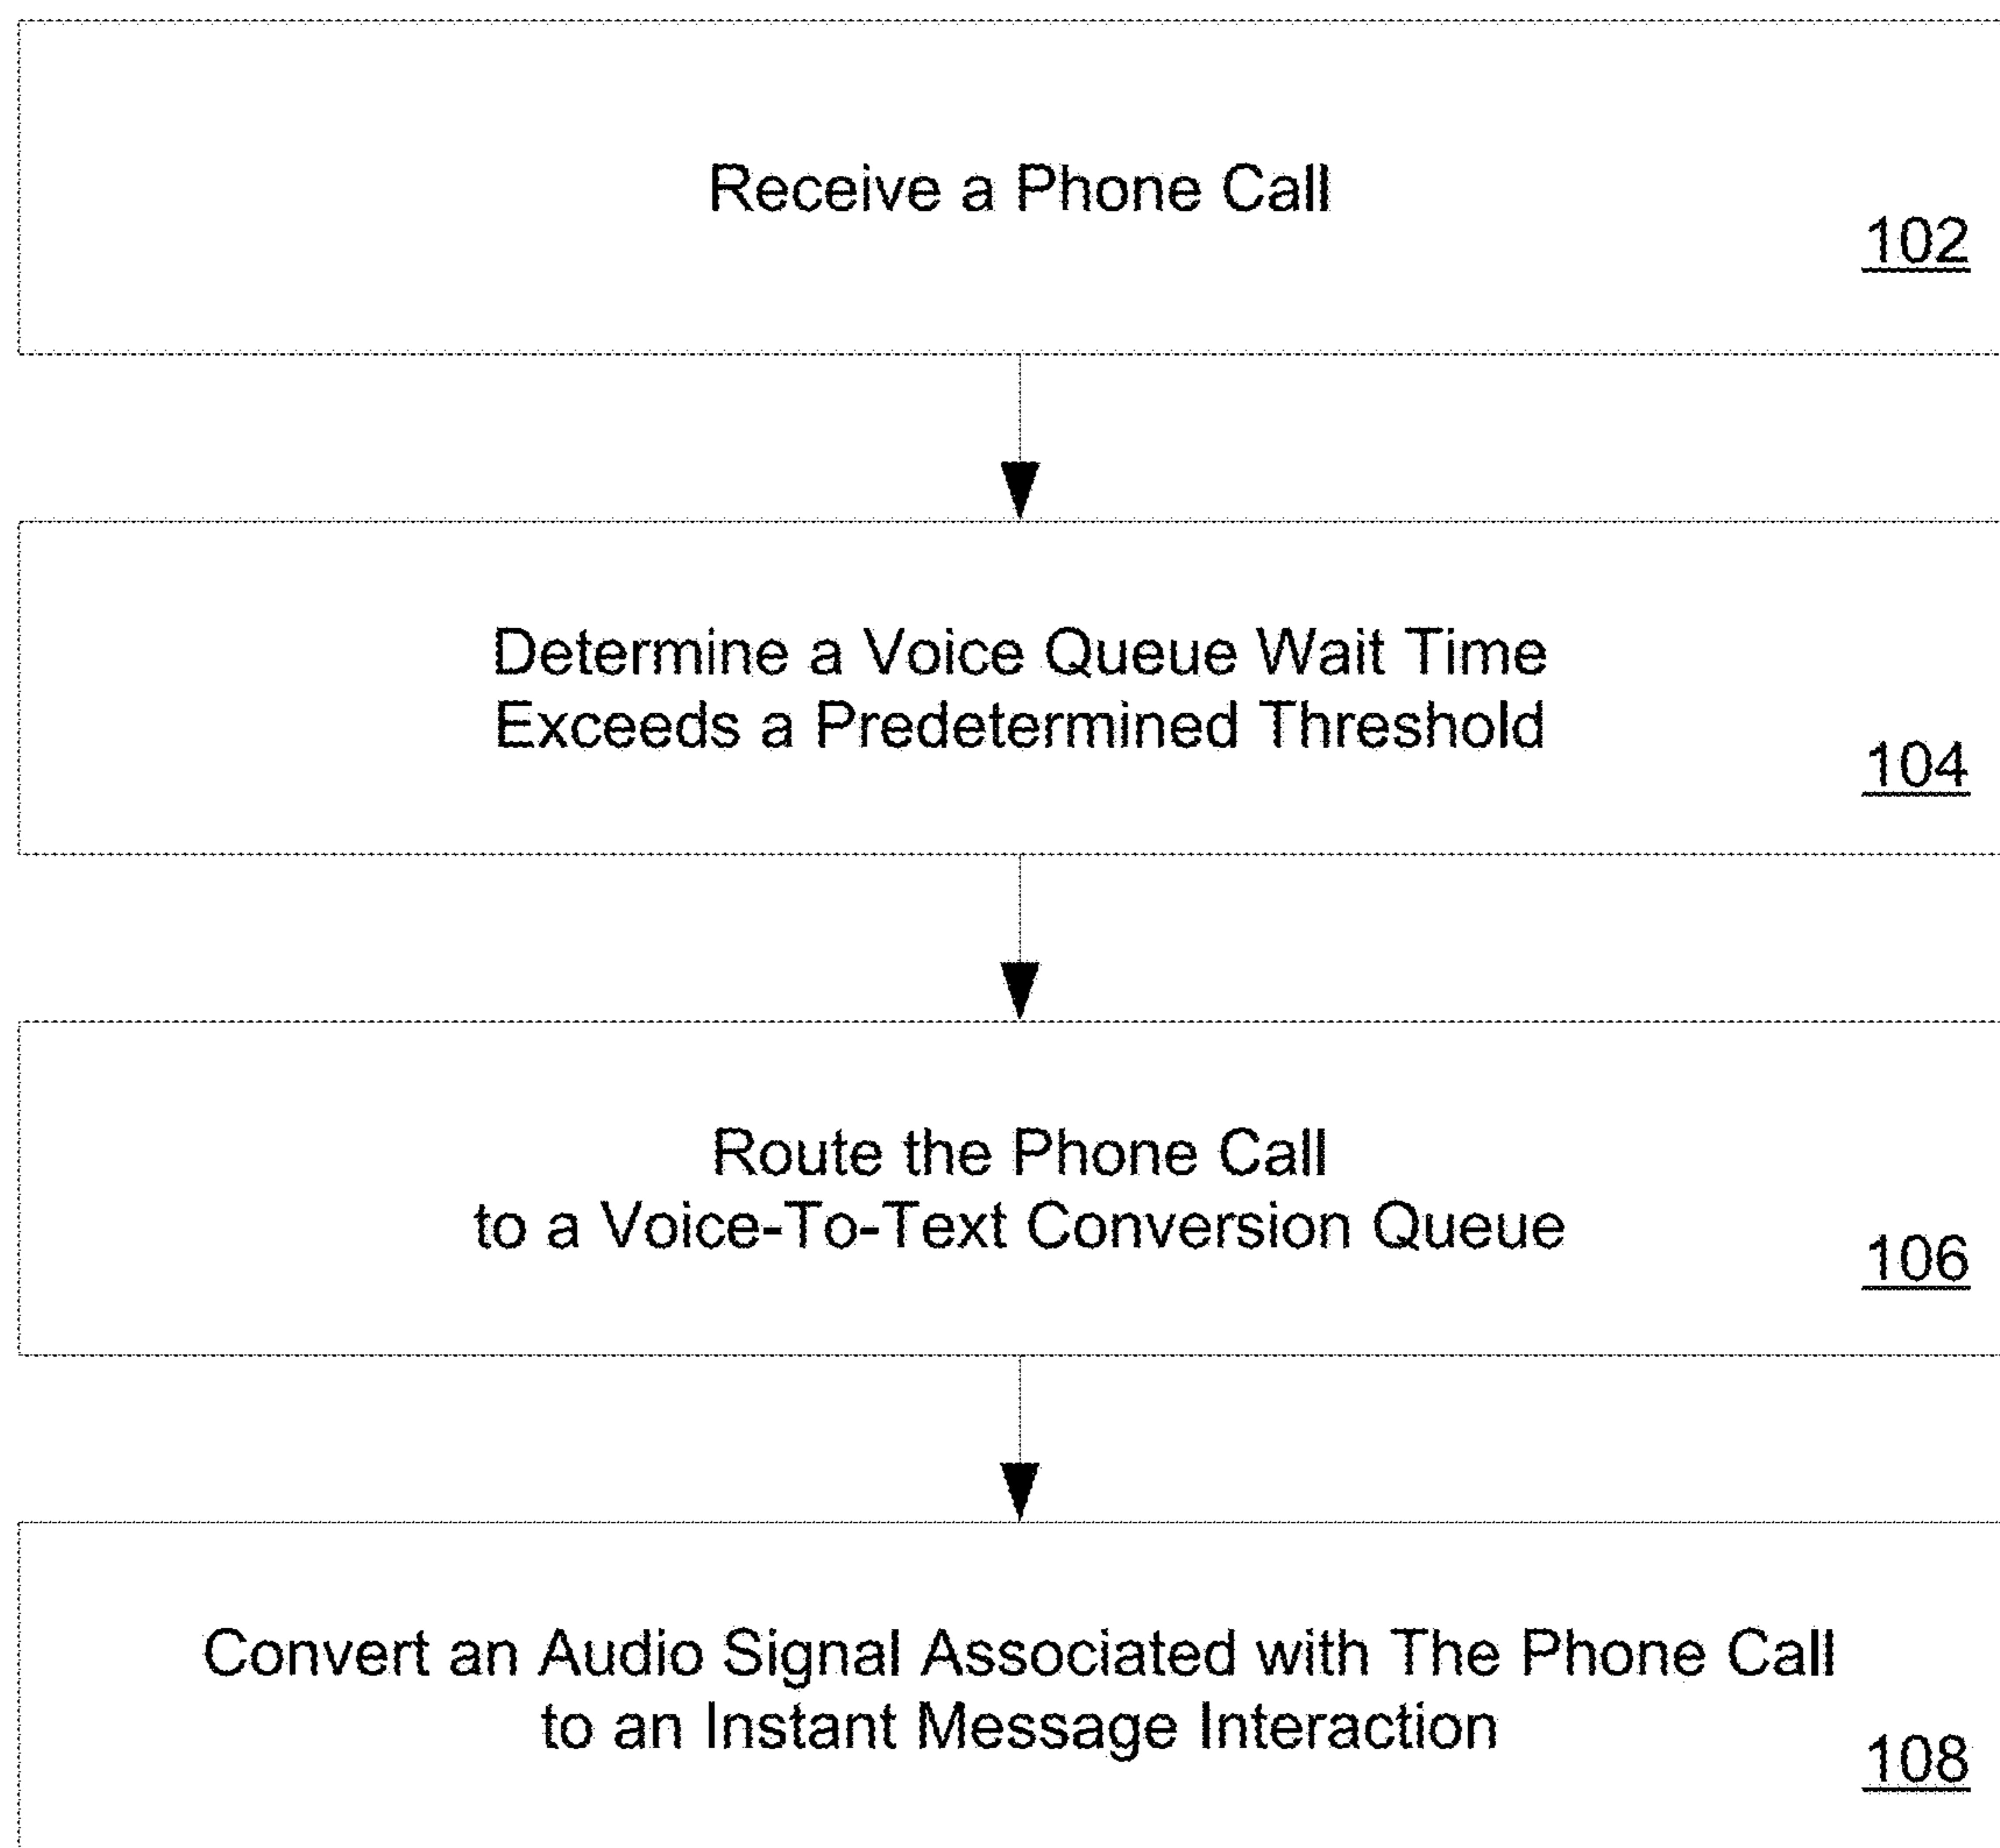 Receive a Phone Call
102
Determine a Voice Queue Wait Time
Exceeds a Predetermined Threshold
104
Route the Phone Call
to a Voice-To-Text Conversion Queue
106
Convert an Audio Signal Associated with The Phone Call
to an Instant Message Interaction
108